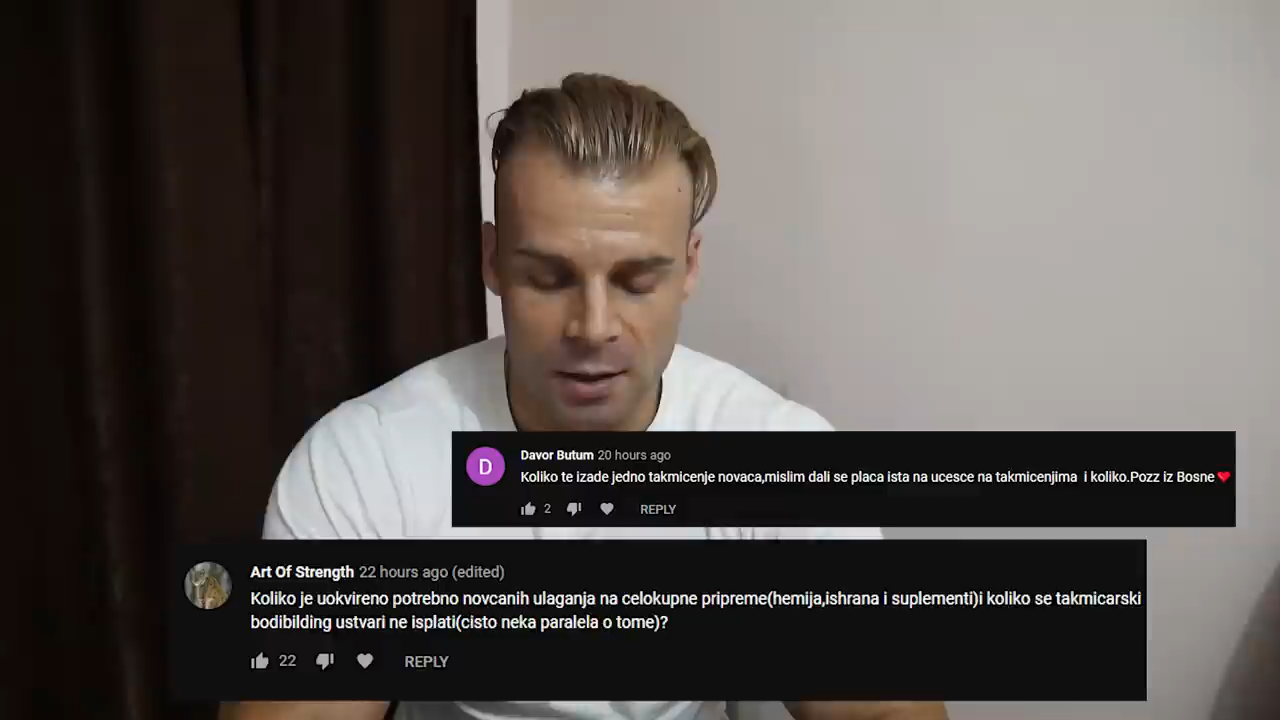 D
Davor Butum 20 hours ago
Koliko te izade jedno takmicenje novaca,mislim dali se placa ista na ucesce na takmicenjima i koliko.Pozz iz Bosne❤️
2 REPLY
Art Of Strength 22 hours ago (edited)
Koliko je uokvireno potrebno novcanih ulaganja na celokupne pripreme(hemija,ishrana i suplementi)i koliko se takmicarski
bodibilding ustvari ne isplati(cisto neka paralela o tome)?
22 REPLY